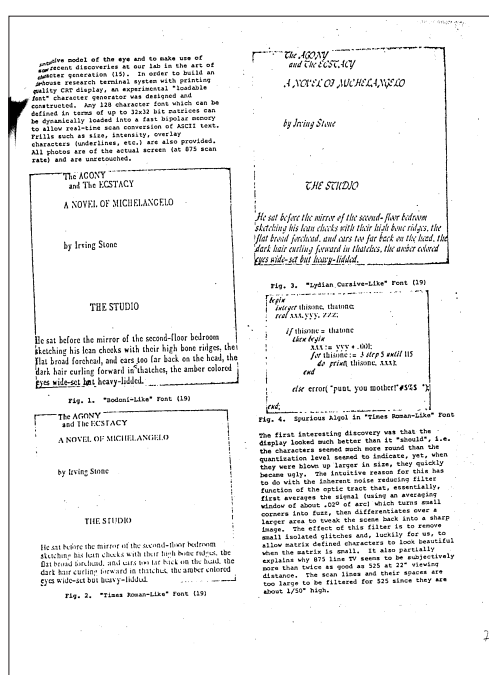 intuitive model of the eye and to make use of
some recent discoveries at our lab in the art of
character generation (15). In order to build an
inhouse research terminal system with printing
quality CRT display, an experimental "loadable
font" character generator was designed and
constructed. Any 128 character font which can be
defined in terms of up to 32x32 bit matrices can
be dynamically loaded into a fast bipolar memory
to allow real-time scan conversion of ASCII text.
Frills such as size, intensity, overlay
characters (underlines, etc.) are also provided.
All photos are of the actual screen (at 875 scan
rate) and are unretouched.
The AGONY
and The ECSTACY
A NOVEL OF MICHELANGELO
by Irving Stone
THE STUDIO
He sat before the mirror of the second-floor bedroom
sketching his lean cheeks with their high bone ridges, the
flat broad forehead, and ears too far back on the head, the
dark hair curling forward in thatches, the amber colored
eyes wide-set but heavy-lidded.
Fig. 1. "Bodoni-Like" Font (19)
The AGONY
and The ECSTACY
A NOVEL OF MICHELANGELO
by Irving Stone
THE STUDIO
He sat before the mirror of the second-floor bedroom
sketching his lean cheeks with their high bone ridges, the
flat broad forehead, and ears too far back on the head, the
dark hair curling forward in thatches, the amber colored
eyes wide-set but heavy-lidded.
Fig. 2. "Times Roman-Like" Font (19)
The AGONY
and The ECSTACY
A NOVEL OF MICHELANGELO
by Irving Stone
THE STUDIO
He sat before the mirror of the second-floor bedroom
sketching his lean cheeks with their high bone ridges, the
flat broad forehead, and ears too far back on the head, the
dark hair curling forward in thatches, the amber colored
eyes wide-set but heavy-lidded.
Fig. 3. "Lydian Cursive-Like" Font (19)
begin
integer thisone, thatone;
real xxx, yyy, zzz;
if thisone = thatone
then begin
xxx := yyy + .001;
for thisone := 3 step 5 until 115
do print( thisone, xxx);
end
else error( "punt, you mother!"#$%& ");
end;
Fig. 4. Spurious Algol in "Times Roman-Like" Font
The first interesting discovery was that the
display looked much better than it "should", i.e.
the characters seemed much more round than the
quantization level seemed to indicate, yet, when
they were blown up larger in size, they quickly
became ugly. The intuitive reason for this has
to do with the inherent noise reducing filter
function of the optic tract that, essentially,
first averages the signal (using an averaging
window of about .02° of arc) which turns small
corners into fuzz, then differentiates over a
larger area to tweak the scene back into a sharp
image. The effect of this filter is to remove
small isolated glitches and, luckily for us, to
allow matrix defined characters to look beautiful
when the matrix is small. It also partially
explains why 875 line TV seems to be subjectively
more than twice as good as 525 at 22" viewing
distance. The scan lines and their spaces are
too large to be filtered for 525 since they are
about 1/50" high.